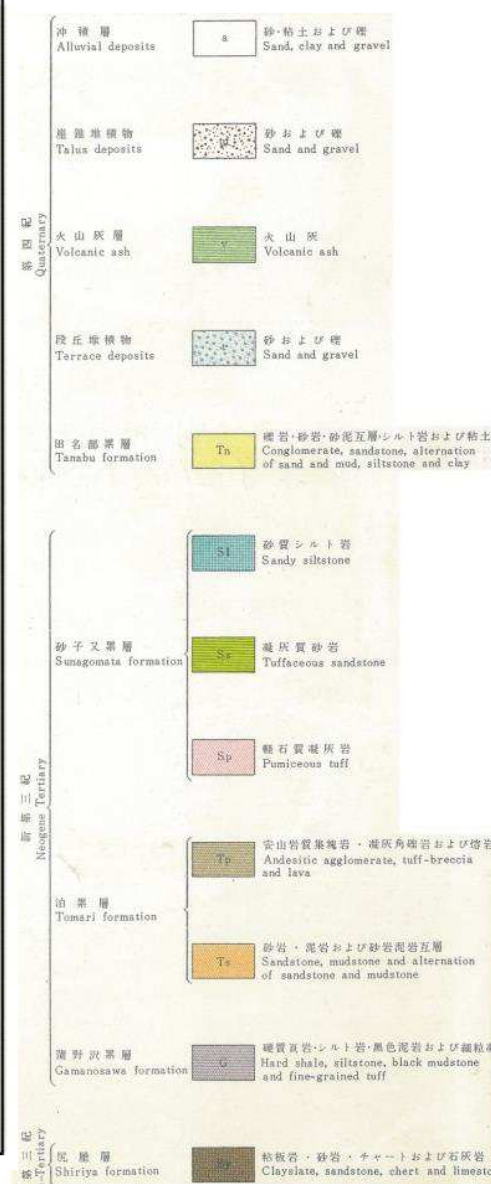 第四紀
Quaternary
沖積層
Alluvial deposits
a
砂・粘土および礫
Sand, clay and gravel
崖錐堆積物
Talus deposits
砂および礫
Sand and gravel
火山灰層
Volcanic ash
v
火山灰
Volcanic ash
段丘堆積物
Terrace deposits
t
砂および礫
Sand and gravel
田名部累層
Tanabu formation
Tn
礫岩・砂岩・砂泥互層・シルト岩および粘土
Conglomerate, sandstone, alternation
of sand and mud, siltstone and clay
新第三紀
Neogene Tertiary
砂子又累層
Sunagomata formation
Sl
砂質シルト岩
Sandy siltstone
Ss
凝灰質砂岩
Tuffaceous sandstone
Sp
軽石質凝灰岩
Pumiceous tuff
泊累層
Tomari formation
Tp
安山岩質集塊岩・凝灰角礫岩および熔岩
Andesitic agglomerate, tuff-breccia
and lava
Ts
砂岩・泥岩および砂岩泥岩互層
Sandstone, mudstone and alternation
of sandstone and mudstone
蒲野沢累層
Gamanosawa formation
G
硬質頁岩・シルト岩・黒色泥岩および細粒凝
Hard shale, siltstone, black mudstone
and fine-grained tuff
第三紀
-Tertiary
尻屋層
Shiriya formation
粘板岩・砂岩・チャートおよび石灰岩
Clayslate, sandstone, chert and limesto